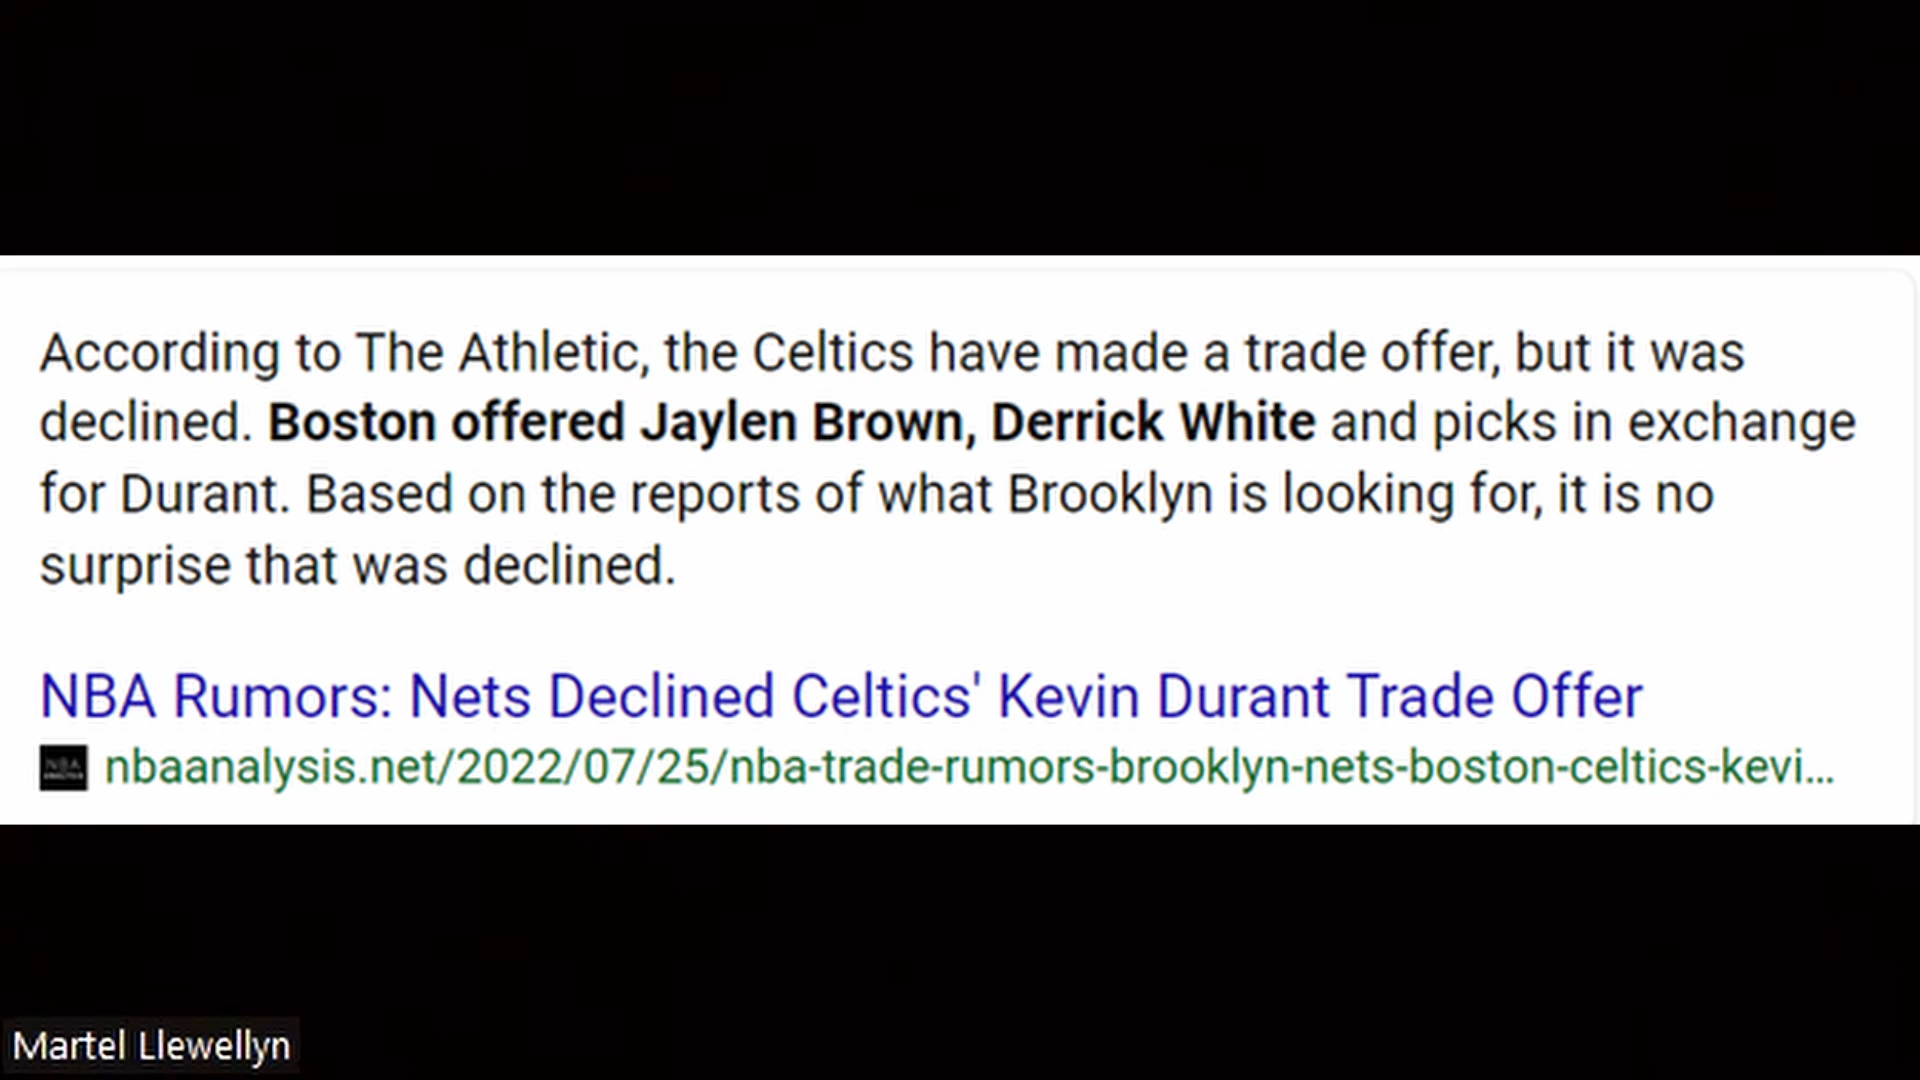 According to The Athletic, the Celtics have made a trade offer, but it was
declined. Boston offered Jaylen Brown, Derrick White and picks in exchange
for Durant. Based on the reports of what Brooklyn is looking for, it is no
surprise that was declined.
NBA Rumors: Nets Declined Celtics' Kevin Durant Trade Offer
NBA
nbaanalysis.net/2022/07/25/nba-trade-rumors-brooklyn-nets-boston-celtics-kevi...
Martel Llewellyn